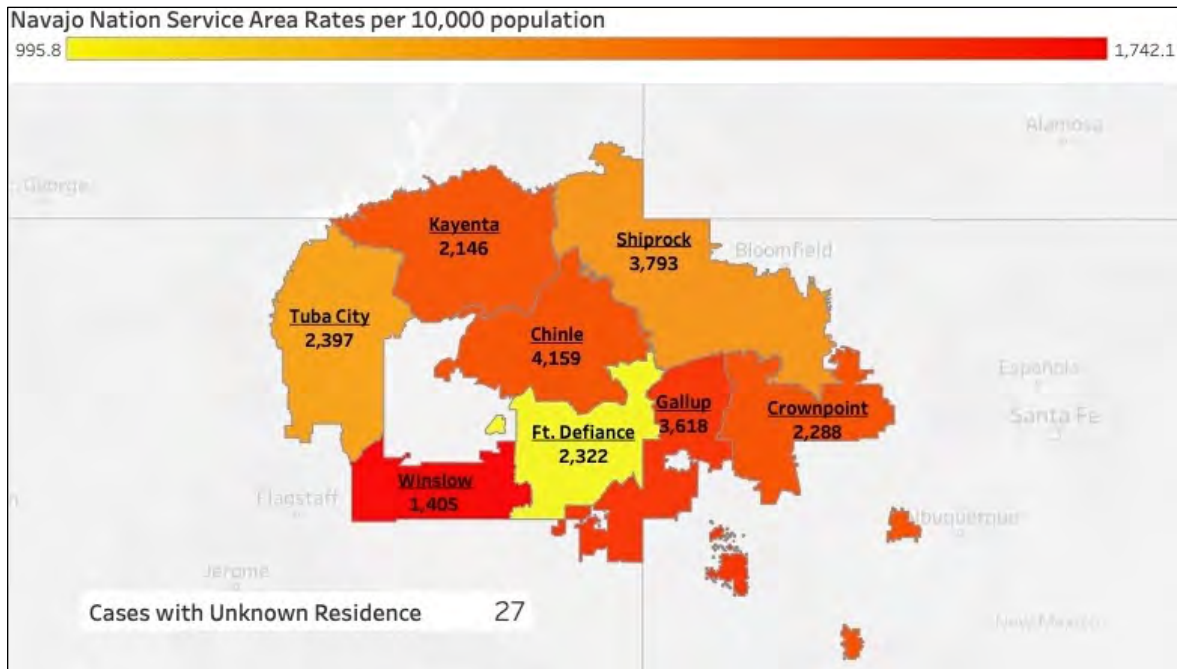 Navajo Nation Service Area Rates per 10,000 population
995.8
1,742.1
Alamosa
George
Kayenta
2,146
Shiprock
3,793
Bloomfield
Tuba City
2,397
Chinle
4,159
Española
Gallup
3,618
Crownpoint
2,288
Santa Fe
Ft. Defiance
2,322
Winslow
1,405
Flagstaff
Albuquerque
Jerome
Cases with Unknown Residence 27
New Mexico